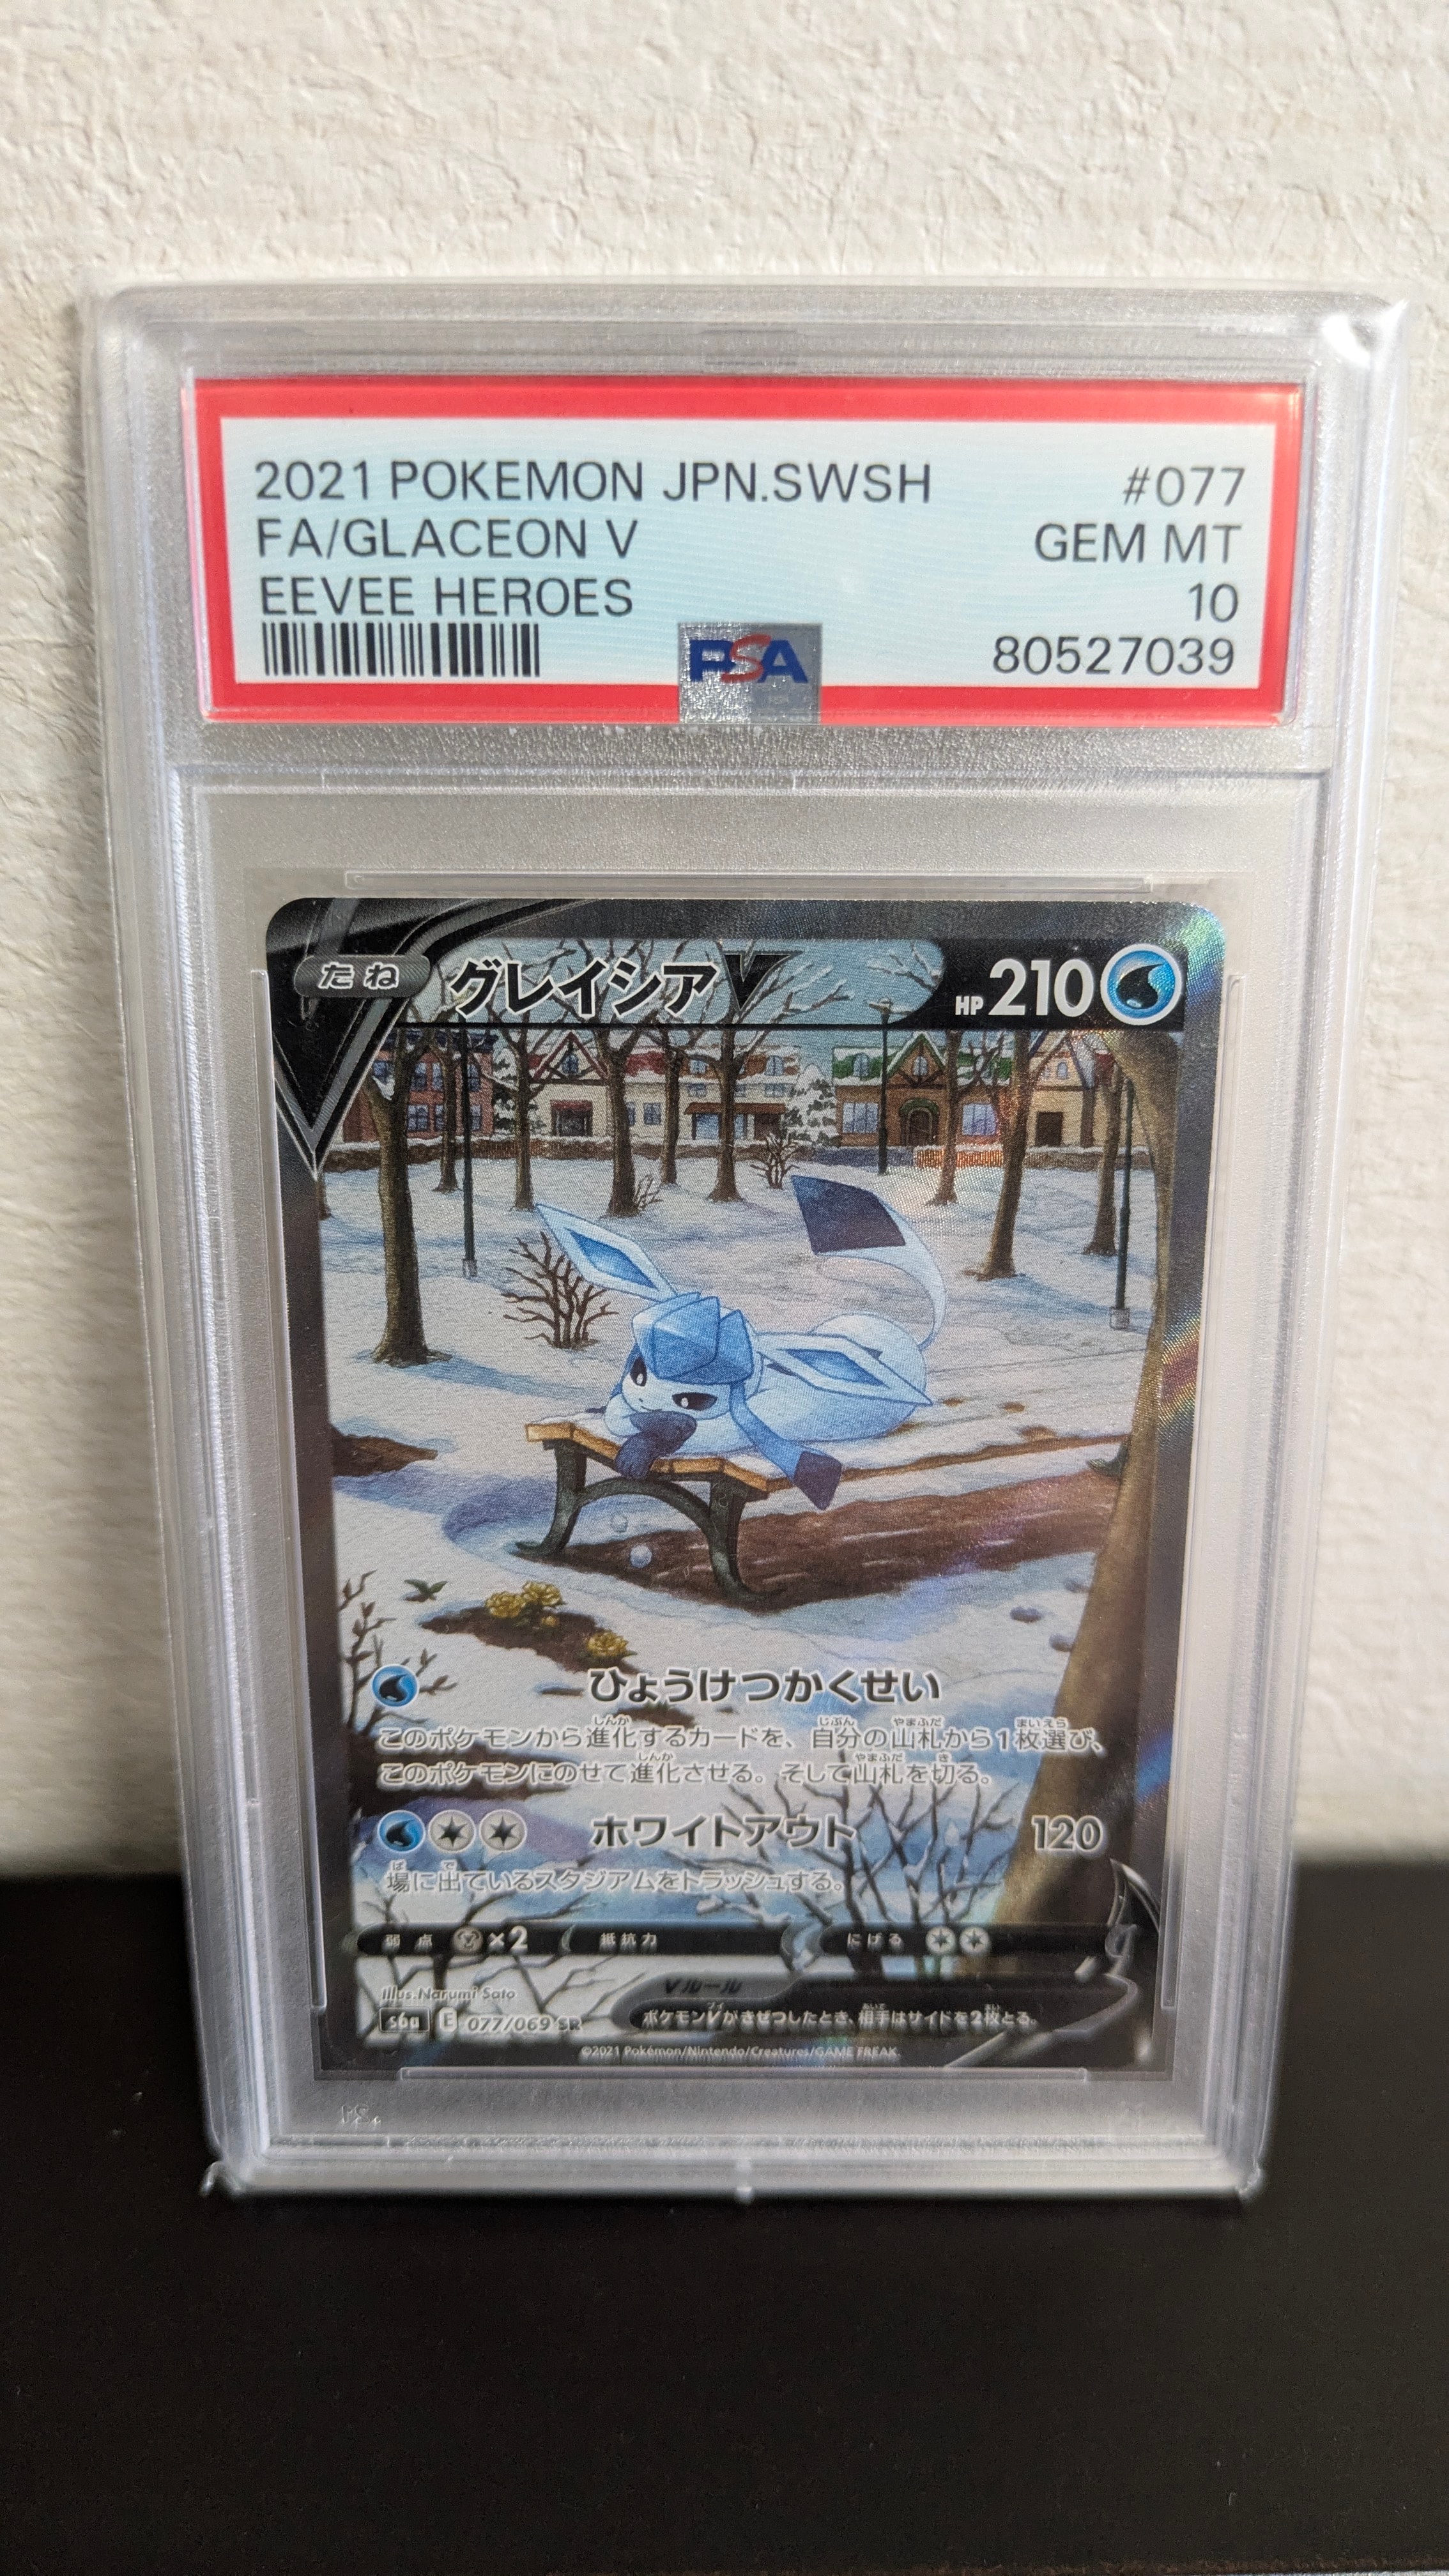 2021 POKEMON JPN.SWSH #077
FA/GLACEON V GEM MT
EEVEE HEROES 10
PSA 80527039
たね グレイシアV HP 210
ひょうけつかくせい
このポケモンから進化するカードを、自分の山札から1枚選び、
このポケモンにのせて進化させる。そして山札を切る。
ホワイトアウト 120
場に出ているスタジアムをトラッシュする。
弱点 ×2 抵抗力 にげる
Illus.Narumi Sato
Vルール
s6a E 077/069 SR ポケモンVがきぜつしたとき、相手はサイドを2枚とる。
©2021 Pokémon/Nintendo/Creatures/GAME FREAK.